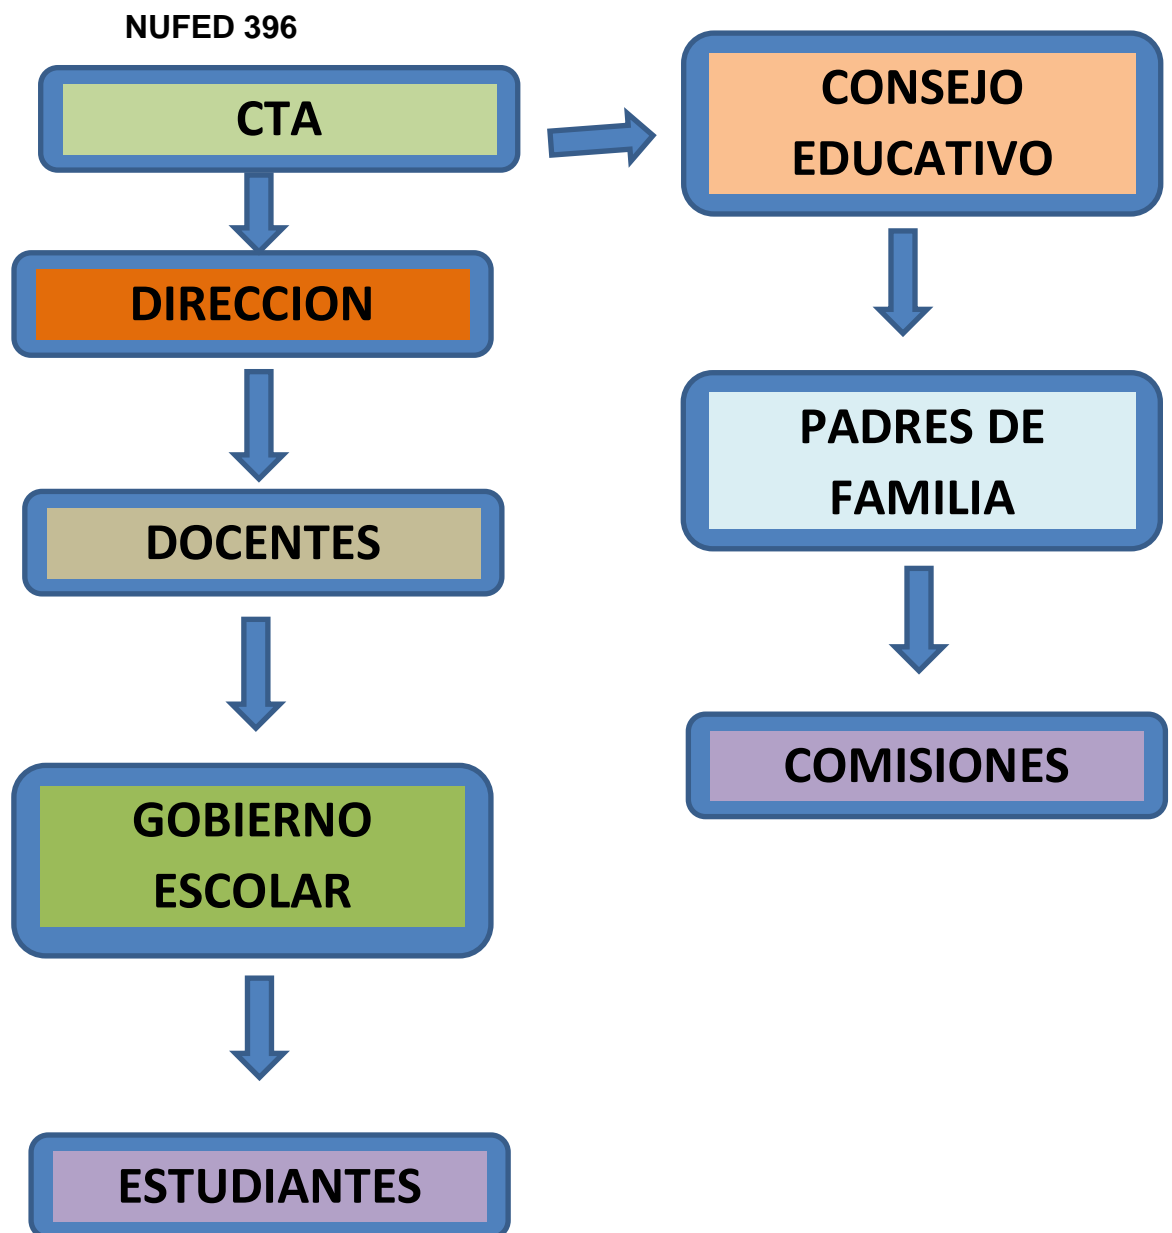 NUFED 396
CTA
DIRECCION
DOCENTES
GOBIERNO
ESCOLAR
ESTUDIANTES
CONSEJO
EDUCATIVO
PADRES DE
FAMILIA
COMISIONES